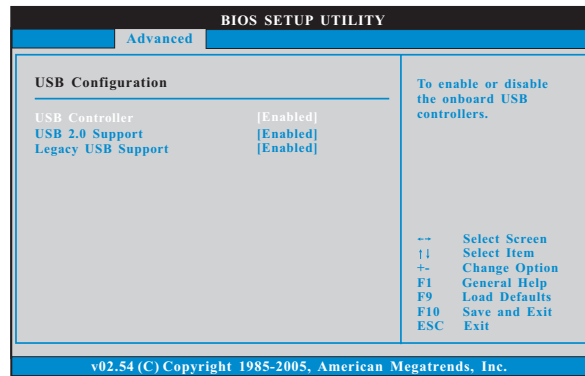 BIOS SETUP UTILITY
Advanced
USB Configuration
USB Controller [Enabled]
USB 2.0 Support [Enabled]
Legacy USB Support [Enabled]
To enable or disable
the onboard USB
controllers.
←→ Select Screen
↑↓ Select Item
+- Change Option
F1 General Help
F9 Load Defaults
F10 Save and Exit
ESC Exit
v02.54 (C) Copyright 1985-2005, American Megatrends, Inc.